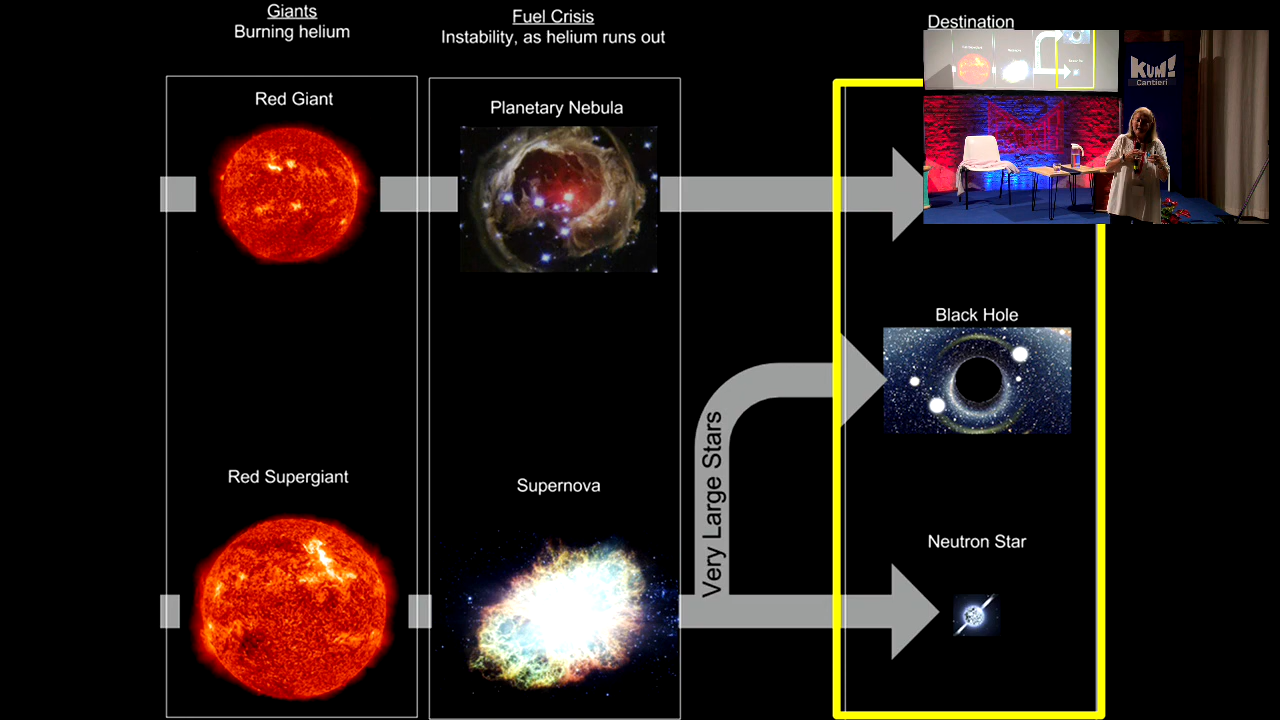 Giants
Burning helium
Fuel Crisis
Instability, as helium runs out
Destination
Red Giant
Planetary Nebula
KUM!
Cantieri
Black Hole
Very Large Stars
Red Supergiant
Supernova
Neutron Star